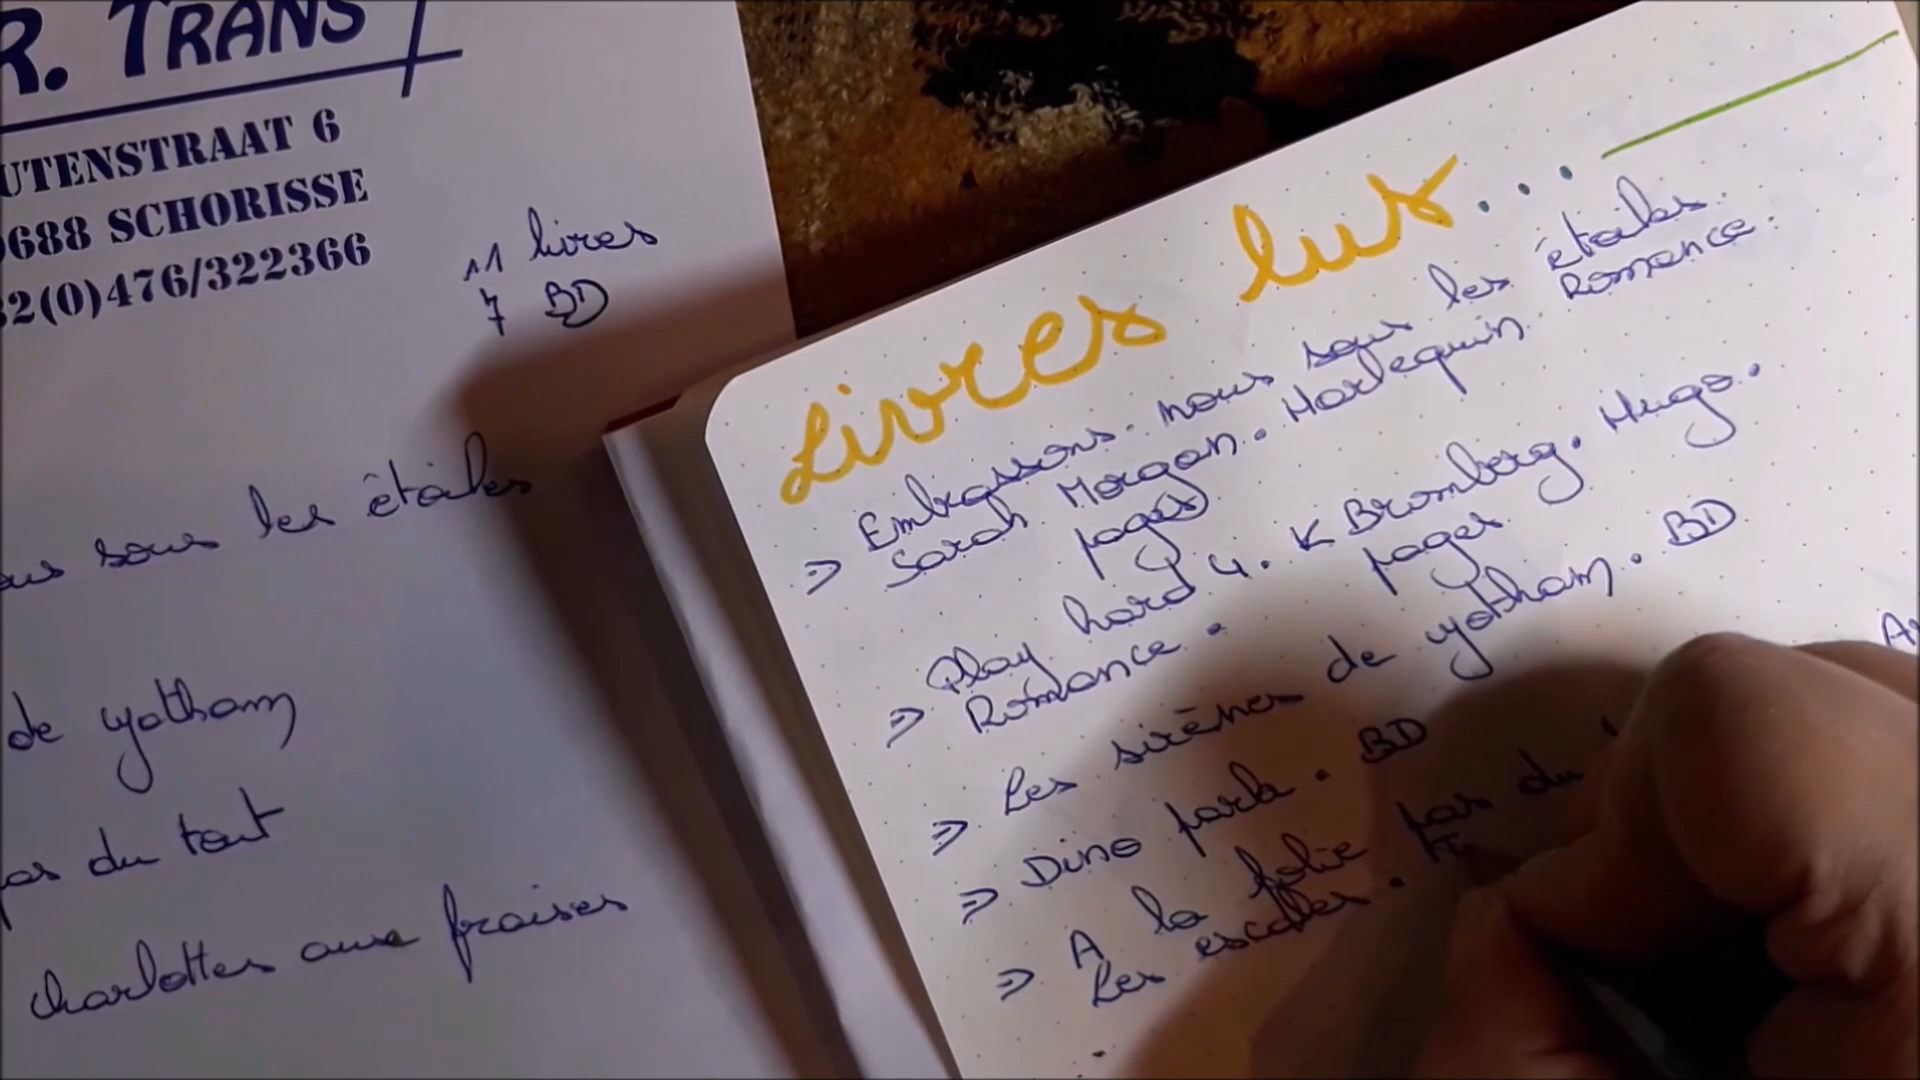 R. TRANS
UTENSTRAAT 6
9688 SCHORISSE
32(0)476/322366
11 livres
7 BD
sous les étoiles
de gotham
pas du tout
charlottes aux fraises
Livres lus...
=> Embrassons-nous sous les étoiles.
Sarah Morgan. Harlequin. Romance.
pages
=> Play hard 4. K Bromberg. Hugo.
Romance. pages
=> Les sirènes de gotham. BD
=> Dino park. BD
=> A la folie pas du
Les escales.